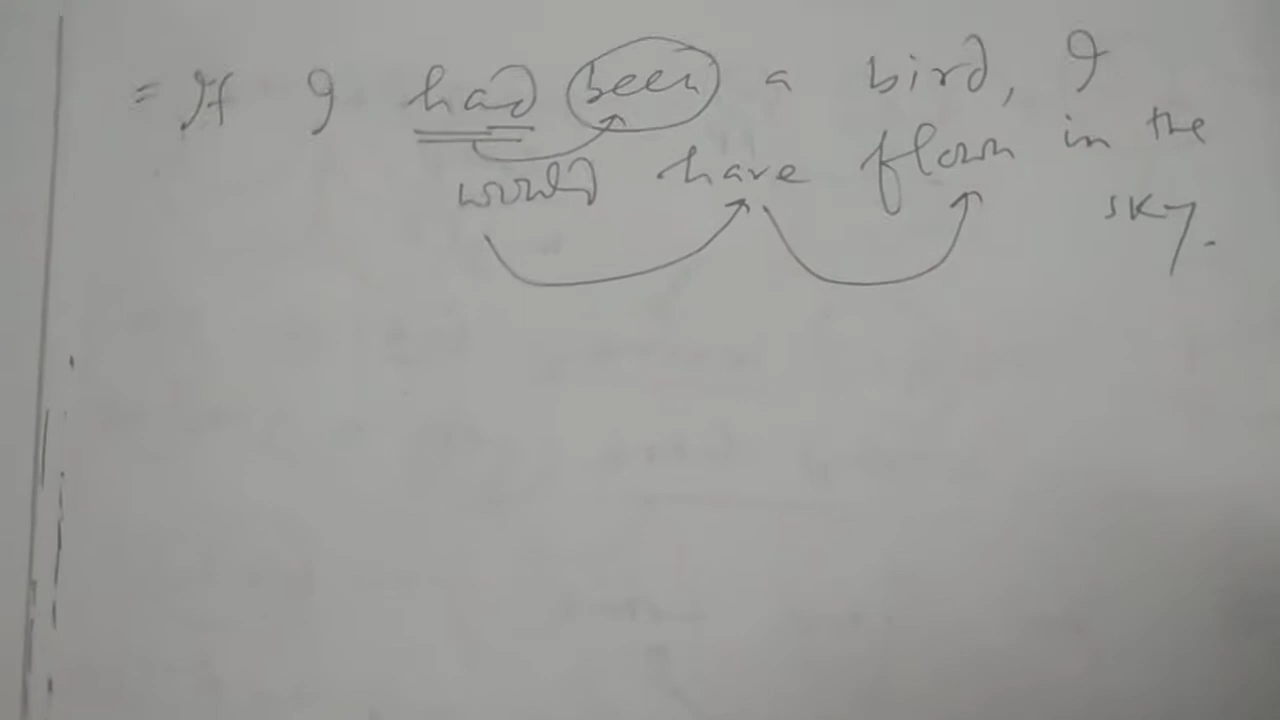 = If I had been a bird, I
would have flown in the
sky.